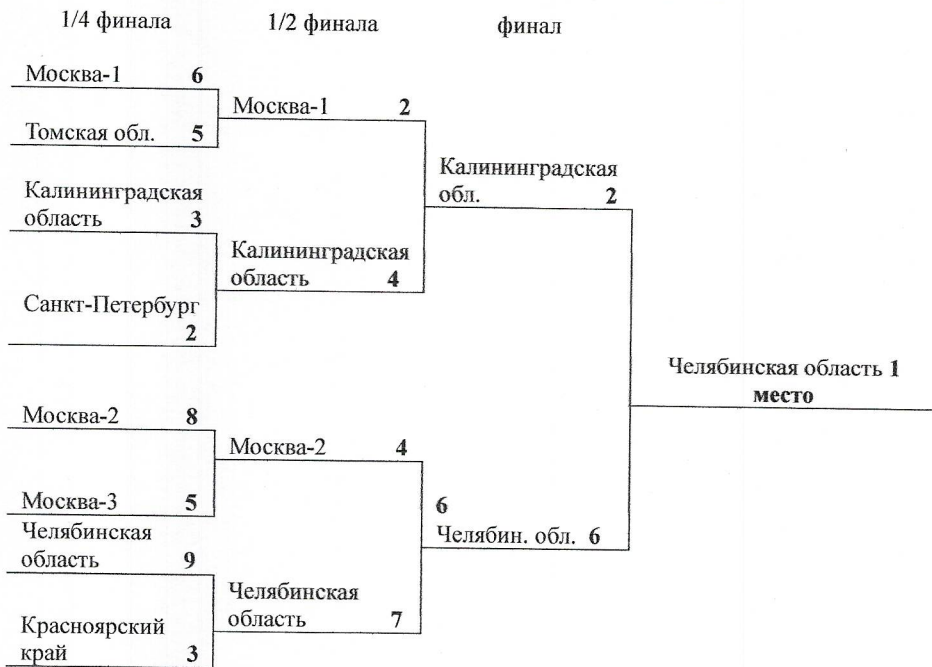 1/4 финала 1/2 финала финал
Москва-1 6
Томская обл. 5
Калининградская
область 3
Санкт-Петербург
2
Москва-2 8
Москва-3 5
Челябинская
область 9
Красноярский
край 3
Москва-1 2
Калининградская
область 4
Москва-2 4
Челябинская
область 7
Калининградская
обл. 2
6
Челябин. обл. 6
Челябинская область 1
место